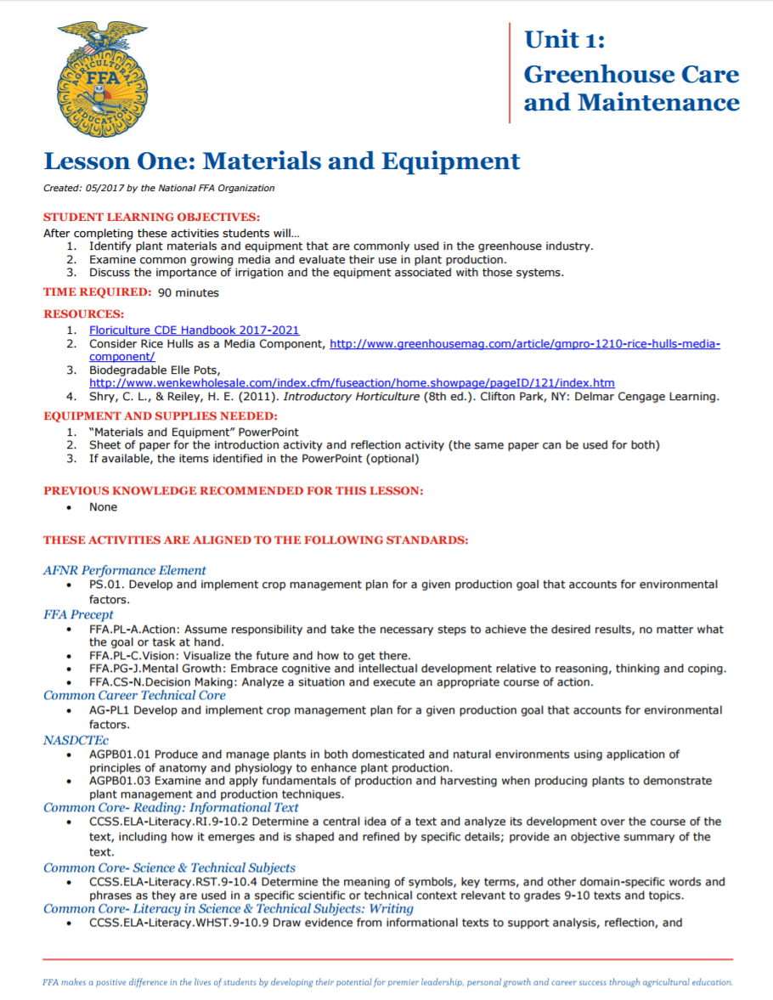 AGRICULTURAL
FFA
EDUCATION
Unit 1:
Greenhouse Care
and Maintenance
Lesson One: Materials and Equipment
Created: 05/2017 by the National FFA Organization
STUDENT LEARNING OBJECTIVES:
After completing these activities students will…
1. Identify plant materials and equipment that are commonly used in the greenhouse industry.
2. Examine common growing media and evaluate their use in plant production.
3. Discuss the importance of irrigation and the equipment associated with those systems.
TIME REQUIRED: 90 minutes
RESOURCES:
1. Floriculture CDE Handbook 2017-2021
2. Consider Rice Hulls as a Media Component, http://www.greenhousemag.com/article/gmpro-1210-rice-hulls-media-
component/
3. Biodegradable Elle Pots,
http://www.wenkewholesale.com/index.cfm/fuseaction/home.showpage/pageID/121/index.htm
4. Shry, C. L., & Reiley, H. E. (2011). Introductory Horticulture (8th ed.). Clifton Park, NY: Delmar Cengage Learning.
EQUIPMENT AND SUPPLIES NEEDED:
1. “Materials and Equipment” PowerPoint
2. Sheet of paper for the introduction activity and reflection activity (the same paper can be used for both)
3. If available, the items identified in the PowerPoint (optional)
PREVIOUS KNOWLEDGE RECOMMENDED FOR THIS LESSON:
• None
THESE ACTIVITIES ARE ALIGNED TO THE FOLLOWING STANDARDS:
AFNR Performance Element
• PS.01. Develop and implement crop management plan for a given production goal that accounts for environmental
factors.
FFA Precept
• FFA.PL-A.Action: Assume responsibility and take the necessary steps to achieve the desired results, no matter what
the goal or task at hand.
• FFA.PL-C.Vision: Visualize the future and how to get there.
• FFA.PG-J.Mental Growth: Embrace cognitive and intellectual development relative to reasoning, thinking and coping.
• FFA.CS-N.Decision Making: Analyze a situation and execute an appropriate course of action.
Common Career Technical Core
• AG-PL1 Develop and implement crop management plan for a given production goal that accounts for environmental
factors.
NASDCTEc
• AGPB01.01 Produce and manage plants in both domesticated and natural environments using application of
principles of anatomy and physiology to enhance plant production.
• AGPB01.03 Examine and apply fundamentals of production and harvesting when producing plants to demonstrate
plant management and production techniques.
Common Core- Reading: Informational Text
• CCSS.ELA-Literacy.RI.9-10.2 Determine a central idea of a text and analyze its development over the course of the
text, including how it emerges and is shaped and refined by specific details; provide an objective summary of the
text.
Common Core- Science & Technical Subjects
• CCSS.ELA-Literacy.RST.9-10.4 Determine the meaning of symbols, key terms, and other domain-specific words and
phrases as they are used in a specific scientific or technical context relevant to grades 9-10 texts and topics.
Common Core- Literacy in Science & Technical Subjects: Writing
• CCSS.ELA-Literacy.WHST.9-10.9 Draw evidence from informational texts to support analysis, reflection, and
FFA makes a positive difference in the lives of students by developing their potential for premier leadership, personal growth and career success through agricultural education.